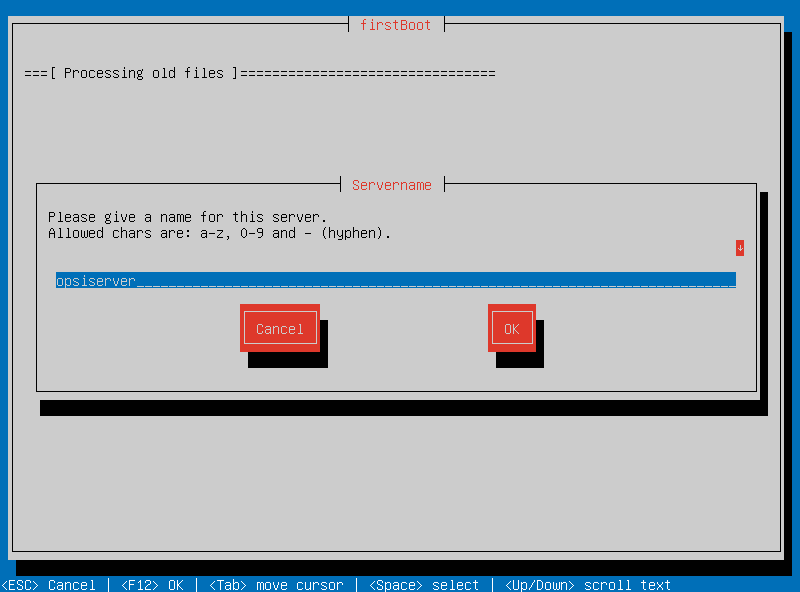 firstBoot
===[ Processing old files ]================================
Servername
Please give a name for this server.
Allowed chars are: a-z, 0-9 and - (hyphen).
↓
opsiserver
Cancel OK
<ESC> Cancel | <F12> OK | <Tab> move cursor | <Space> select | <Up/Down> scroll text